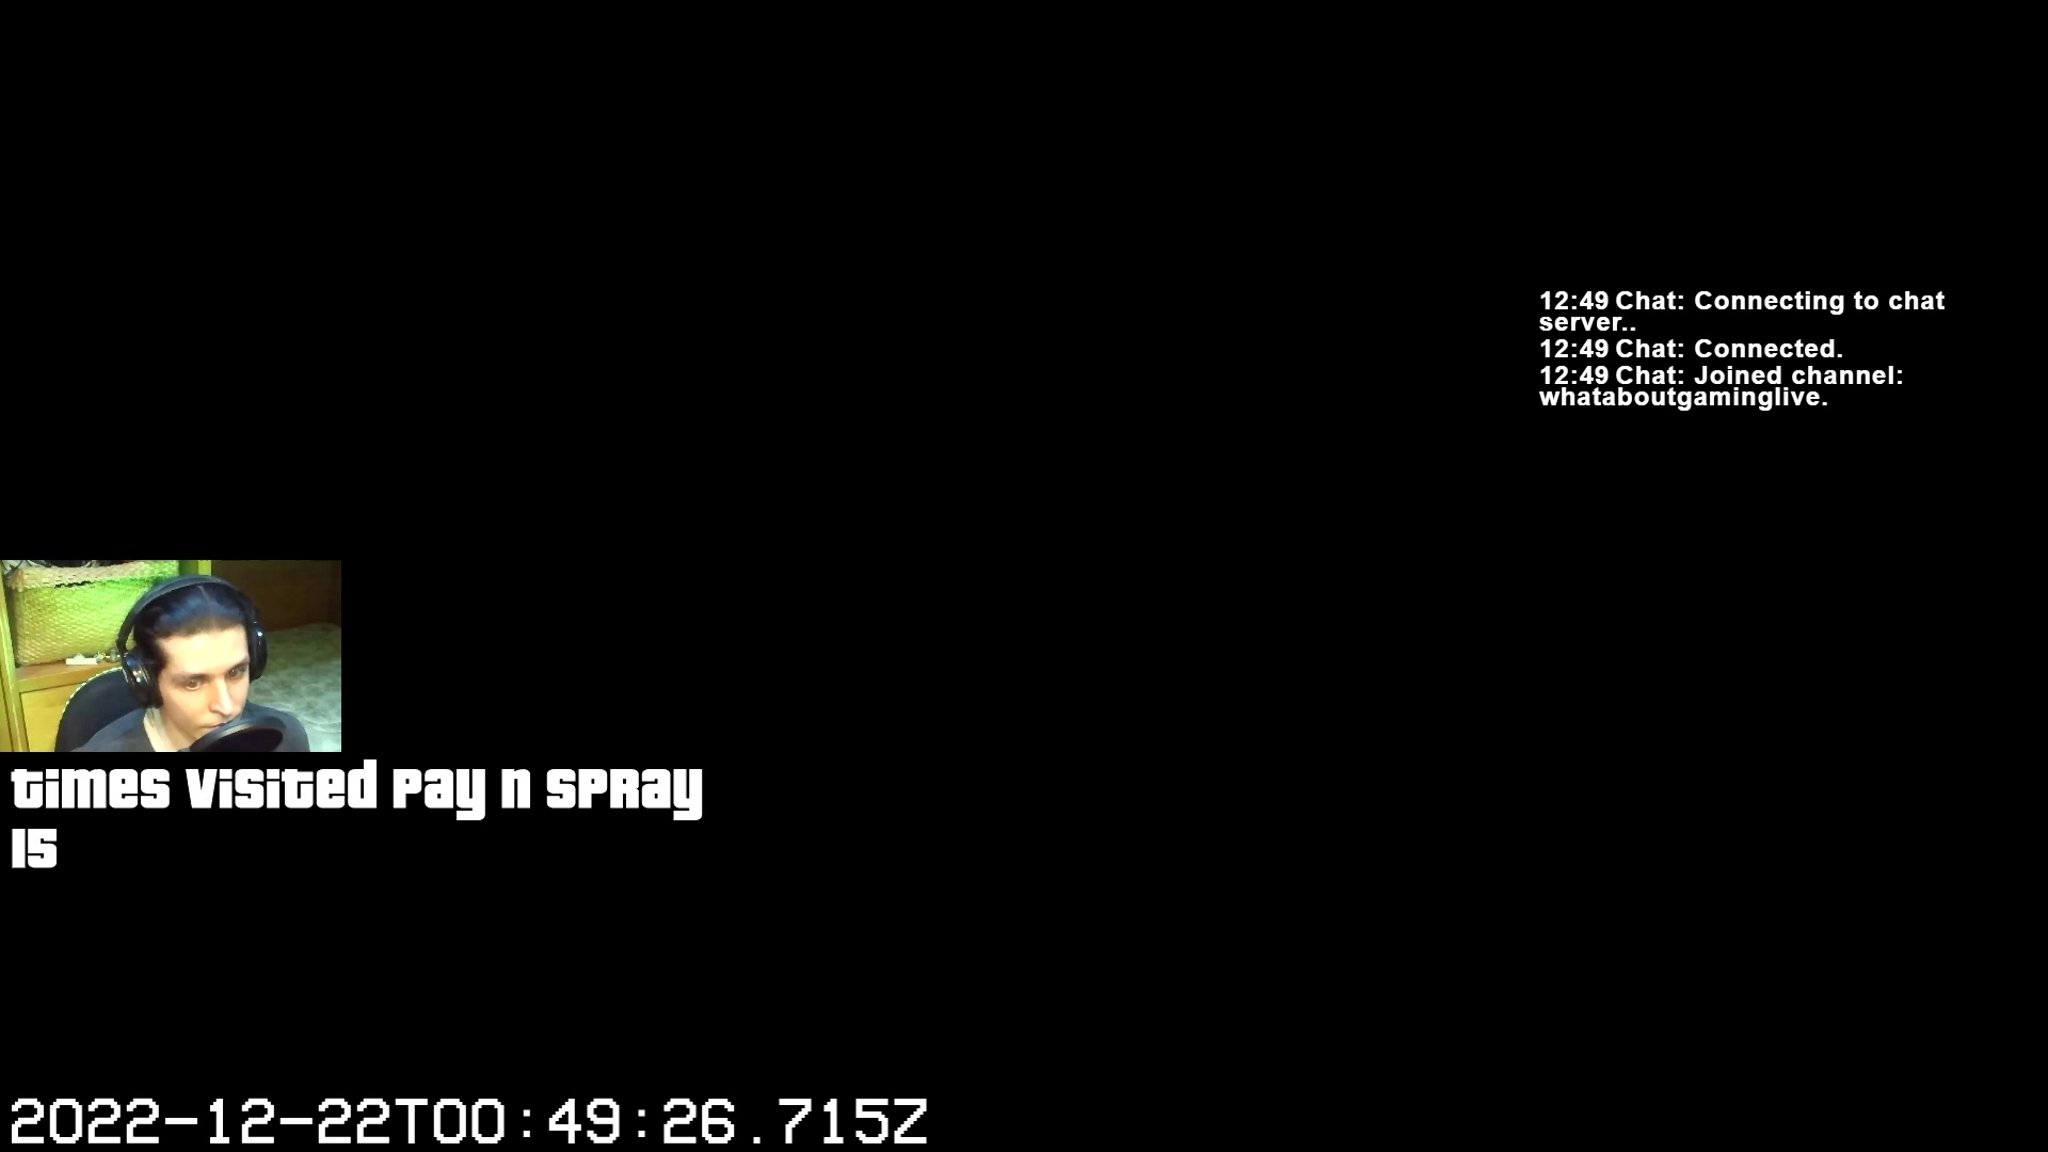 12:49 Chat: Connecting to chat
server..
12:49 Chat: Connected.
12:49 Chat: Joined channel:
whataboutgaminglive.
times visited pay n spray
15
2022-12-22T00:49:26.715Z